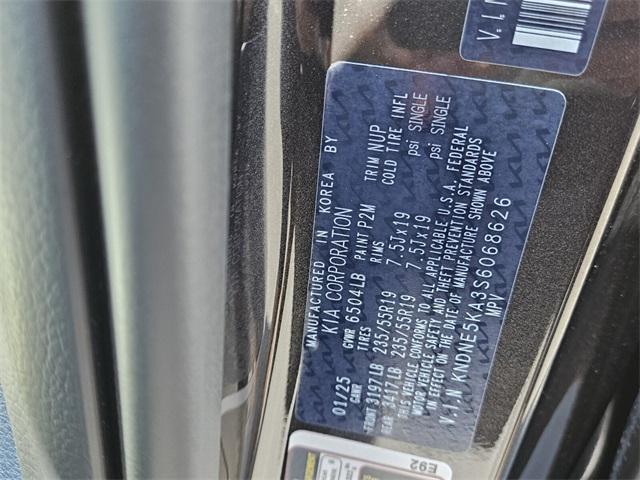 V.I.N
MANUFACTURED IN KOREA BY
KIA CORPORATION
01/25 GVWR 6504LB PAINT P2M TRIM NUP
GAWR TIRES RIMS COLD TIRE INFL
FRONT 3197LB 235/55R19 7.5Jx19 psi SINGLE
REAR 3417LB 235/55R19 7.5Jx19 psi SINGLE
THIS VEHICLE CONFORMS TO ALL APPLICABLE U.S.A. FEDERAL
MOTOR VEHICLE SAFETY AND THEFT PREVENTION STANDARDS
IN EFFECT ON THE DATE OF MANUFACTURE SHOWN ABOVE
V.I.N KNDNE5KA3S6068626
MPV
E92